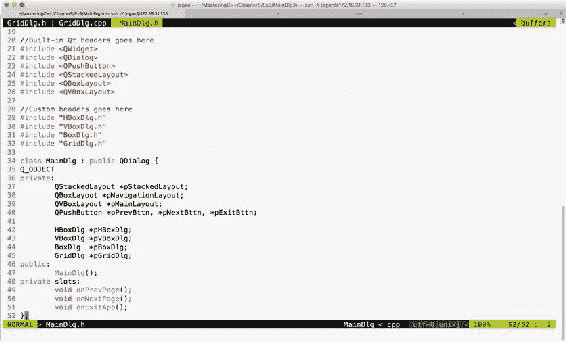 GridDlg.h | GridDlg.cpp MainDlg.h buffers
19
20 //Built-in Qt headers goes here
21 #include <QWidget>
22 #include <QDialog>
23 #include <QPushButton>
24 #include <QStackedLayout>
25 #include <QBoxLayout>
26 #include <QVBoxLayout>
27
28 //Custom headers goes here
29 #include "HBoxDlg.h"
30 #include "VBoxDlg.h"
31 #include "BoxDlg.h"
32 #include "GridDlg.h"
33
34 class MainDlg : public QDialog {
35 Q_OBJECT
36 private:
37 QStackedLayout *pStackedLayout;
38 QBoxLayout *pNavigationLayout;
39 QVBoxLayout *pMainLayout;
40 QPushButton *pPrevBttn, *pNextBttn, *pExitBttn;
41
42 HBoxDlg *pHBoxDlg;
43 VBoxDlg *pVBoxDlg;
44 BoxDlg *pBoxDlg;
45 GridDlg *pGridDlg;
46 public:
47 MainDlg();
48 private slots:
49 void onPrevPage();
50 void onNextPage();
51 void onExitApp();
52 };
NORMAL > MainDlg.h MainDlg < cpp 100% 52/52 : 2